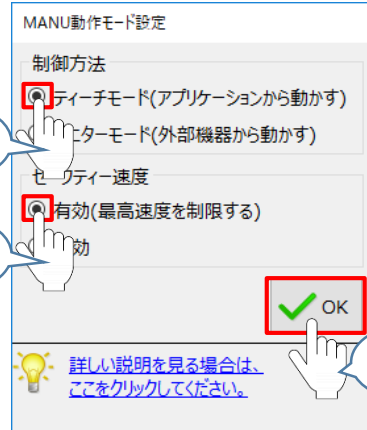 MANU動作モード設定
制御方法
ティーチモード(アプリケーションから動かす)
ターモード(外部機器から動かす)
セ ティー速度
有効(最高速度を制限する)
効
OK
詳しい説明を見る場合は、
ここをクリックしてください。